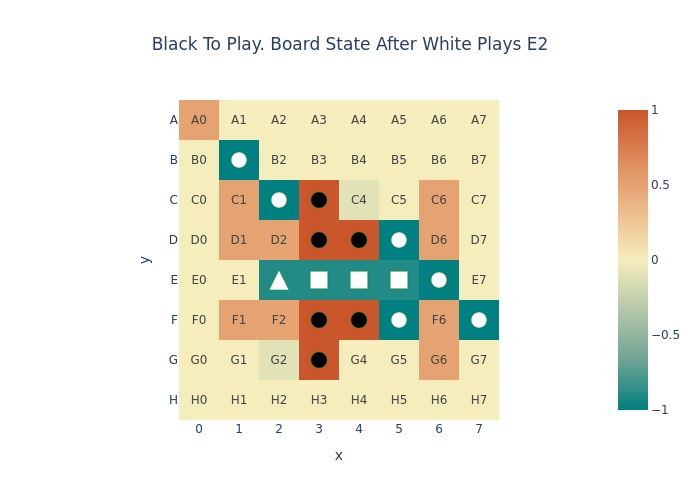 Black To Play. Board State After White Plays E2
A A0 A1 A2 A3 A4 A5 A6 A7 1
B B0 B2 B3 B4 B5 B6 B7
C C0 C1 C4 C5 C6 C7 0.5
D D0 D1 D2 D6 D7
y E E0 E1 E7 0
F F0 F1 F2 F6 −0.5
G G0 G1 G2 G4 G5 G6 G7
H H0 H1 H2 H3 H4 H5 H6 H7 −1
0 1 2 3 4 5 6 7
x